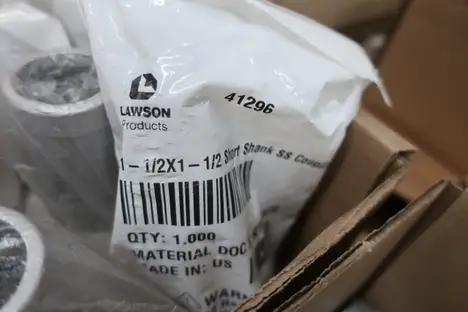 LAWSON
Products
41296
1-1/2X1-1/2 Short Shank SS
QTY: 1.000
MATERIAL DOC
MADE IN: US
WARN